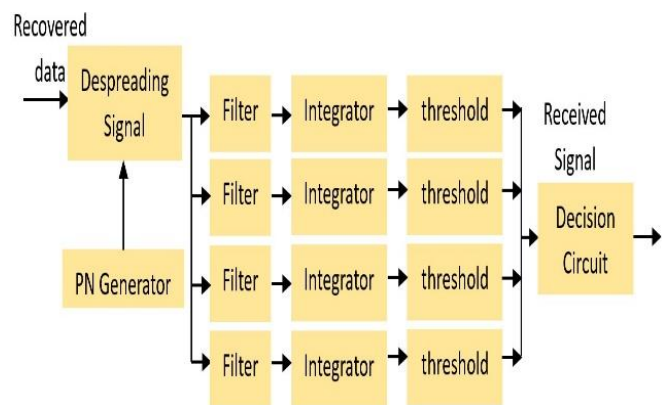 Recovered
data
Despreading
Signal
PN Generator
Filter
Integrator
threshold
Filter
Integrator
threshold
Filter
Integrator
threshold
Filter
Integrator
threshold
Received
Signal
Decision
Circuit